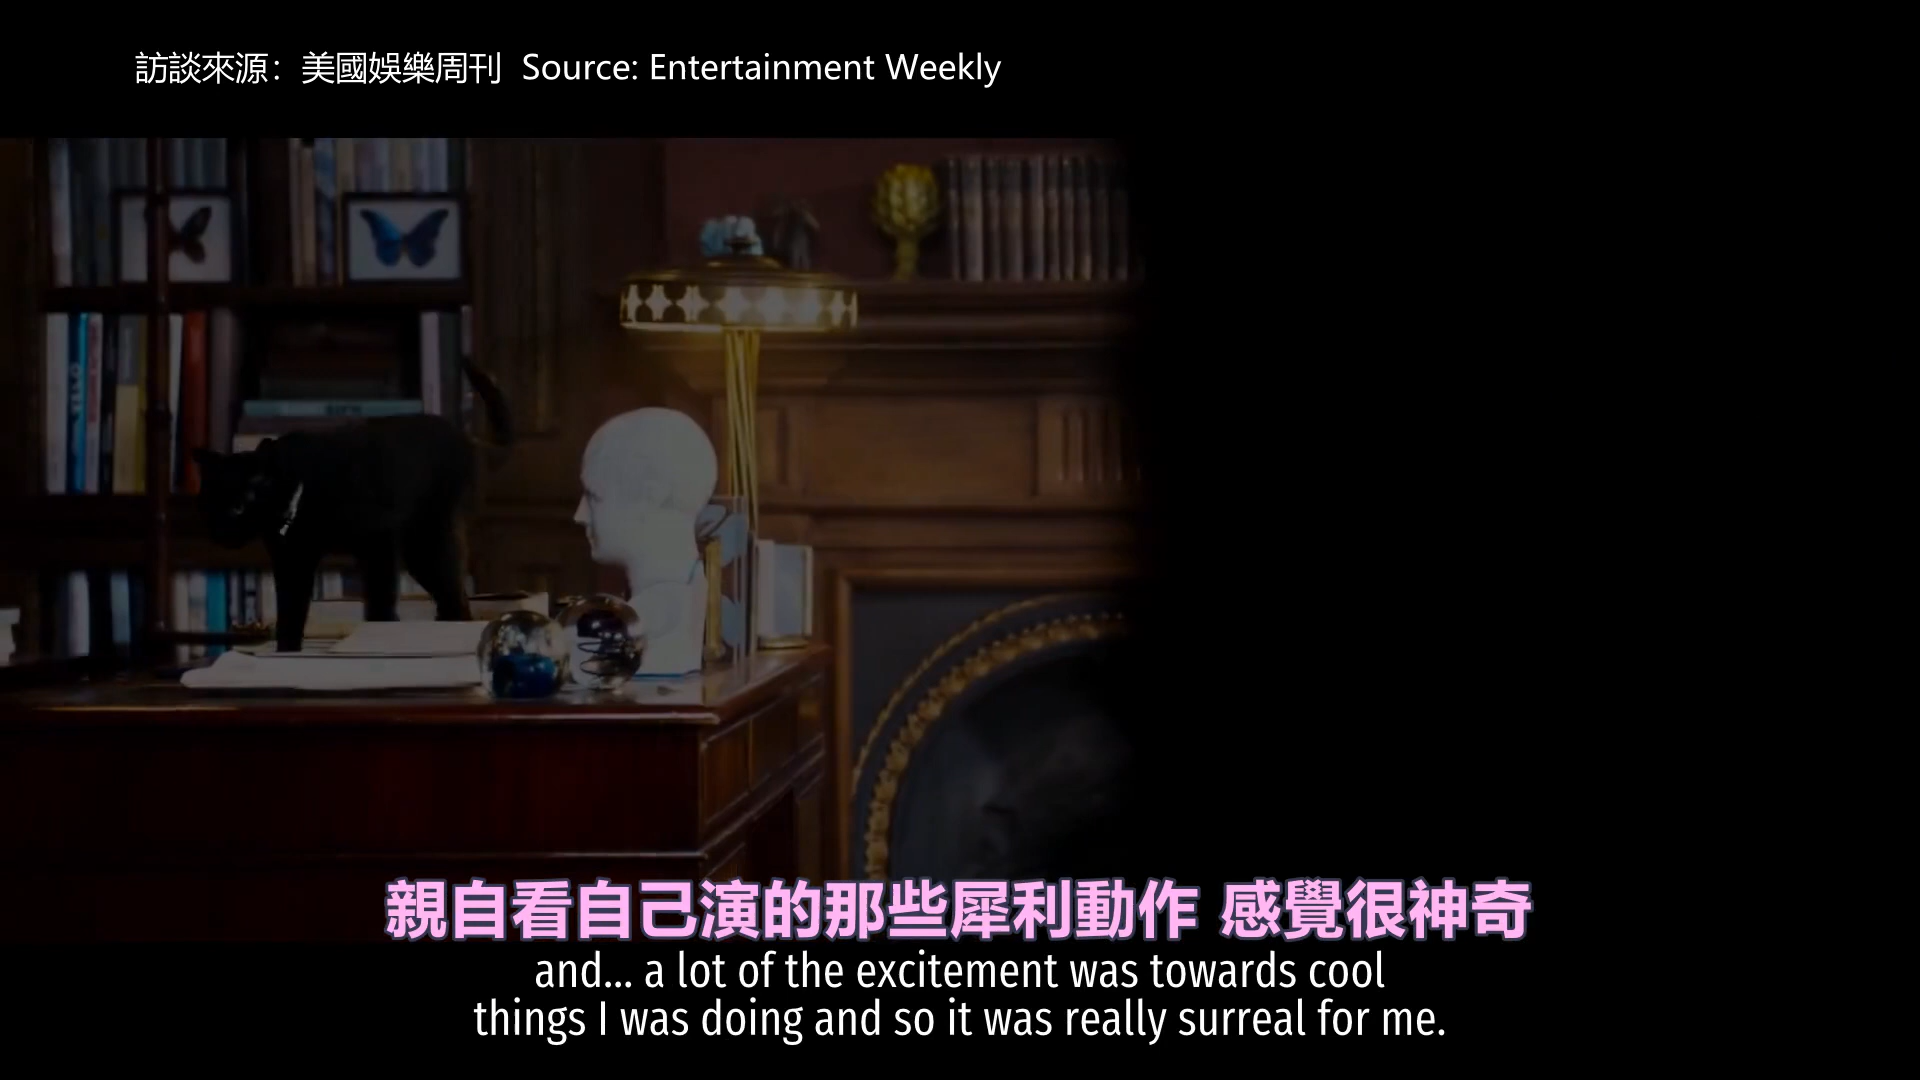 訪談來源：美國娛樂周刊 Source: Entertainment Weekly
親自看自己演的那些犀利動作 感覺很神奇
and... a lot of the excitement was towards cool
things I was doing and so it was really surreal for me.